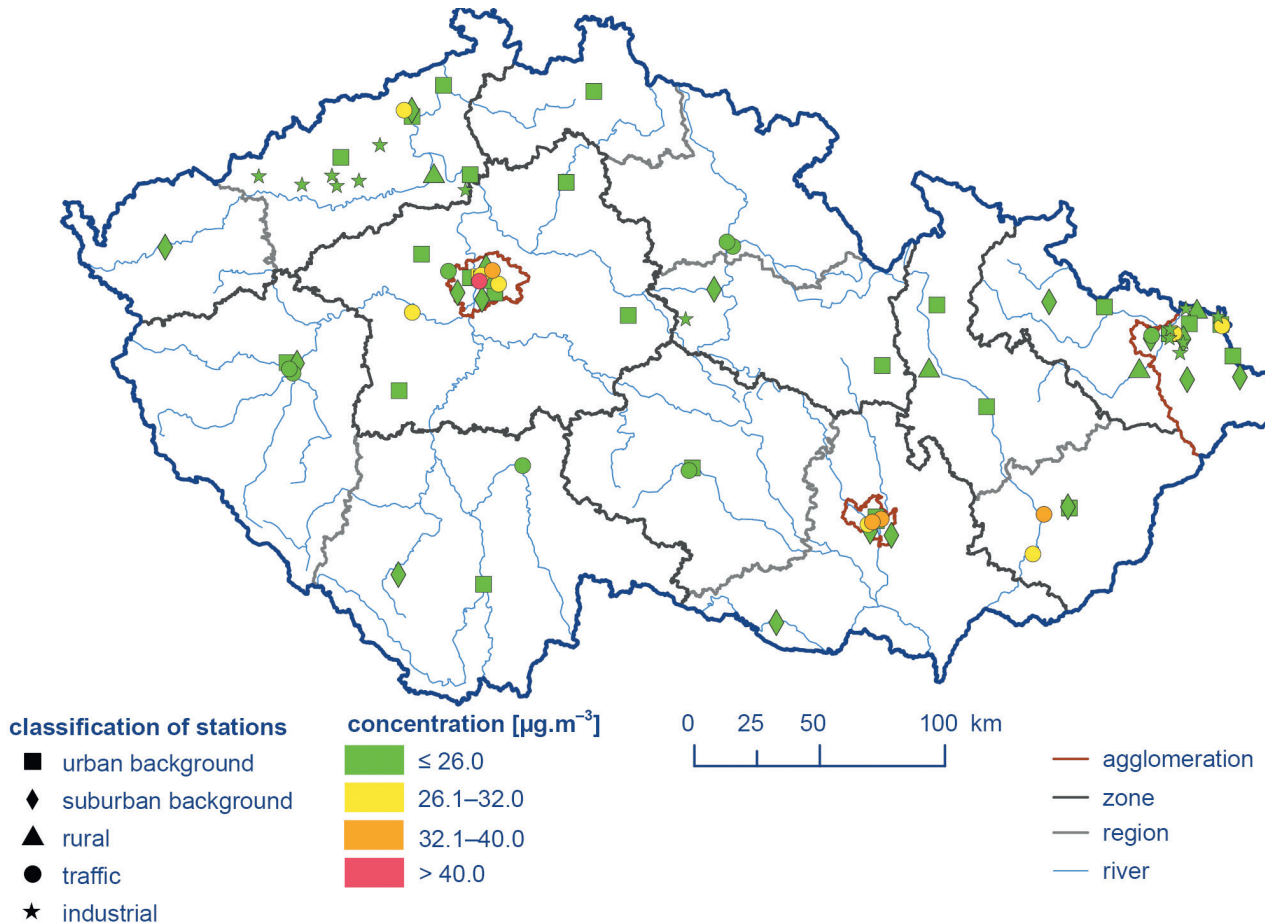 classification of stations
urban background
suburban background
rural
traffic
industrial
concentration [µg.m⁻³]
≤ 26.0
26.1–32.0
32.1–40.0
> 40.0
0 25 50 100 km
agglomeration
zone
region
river